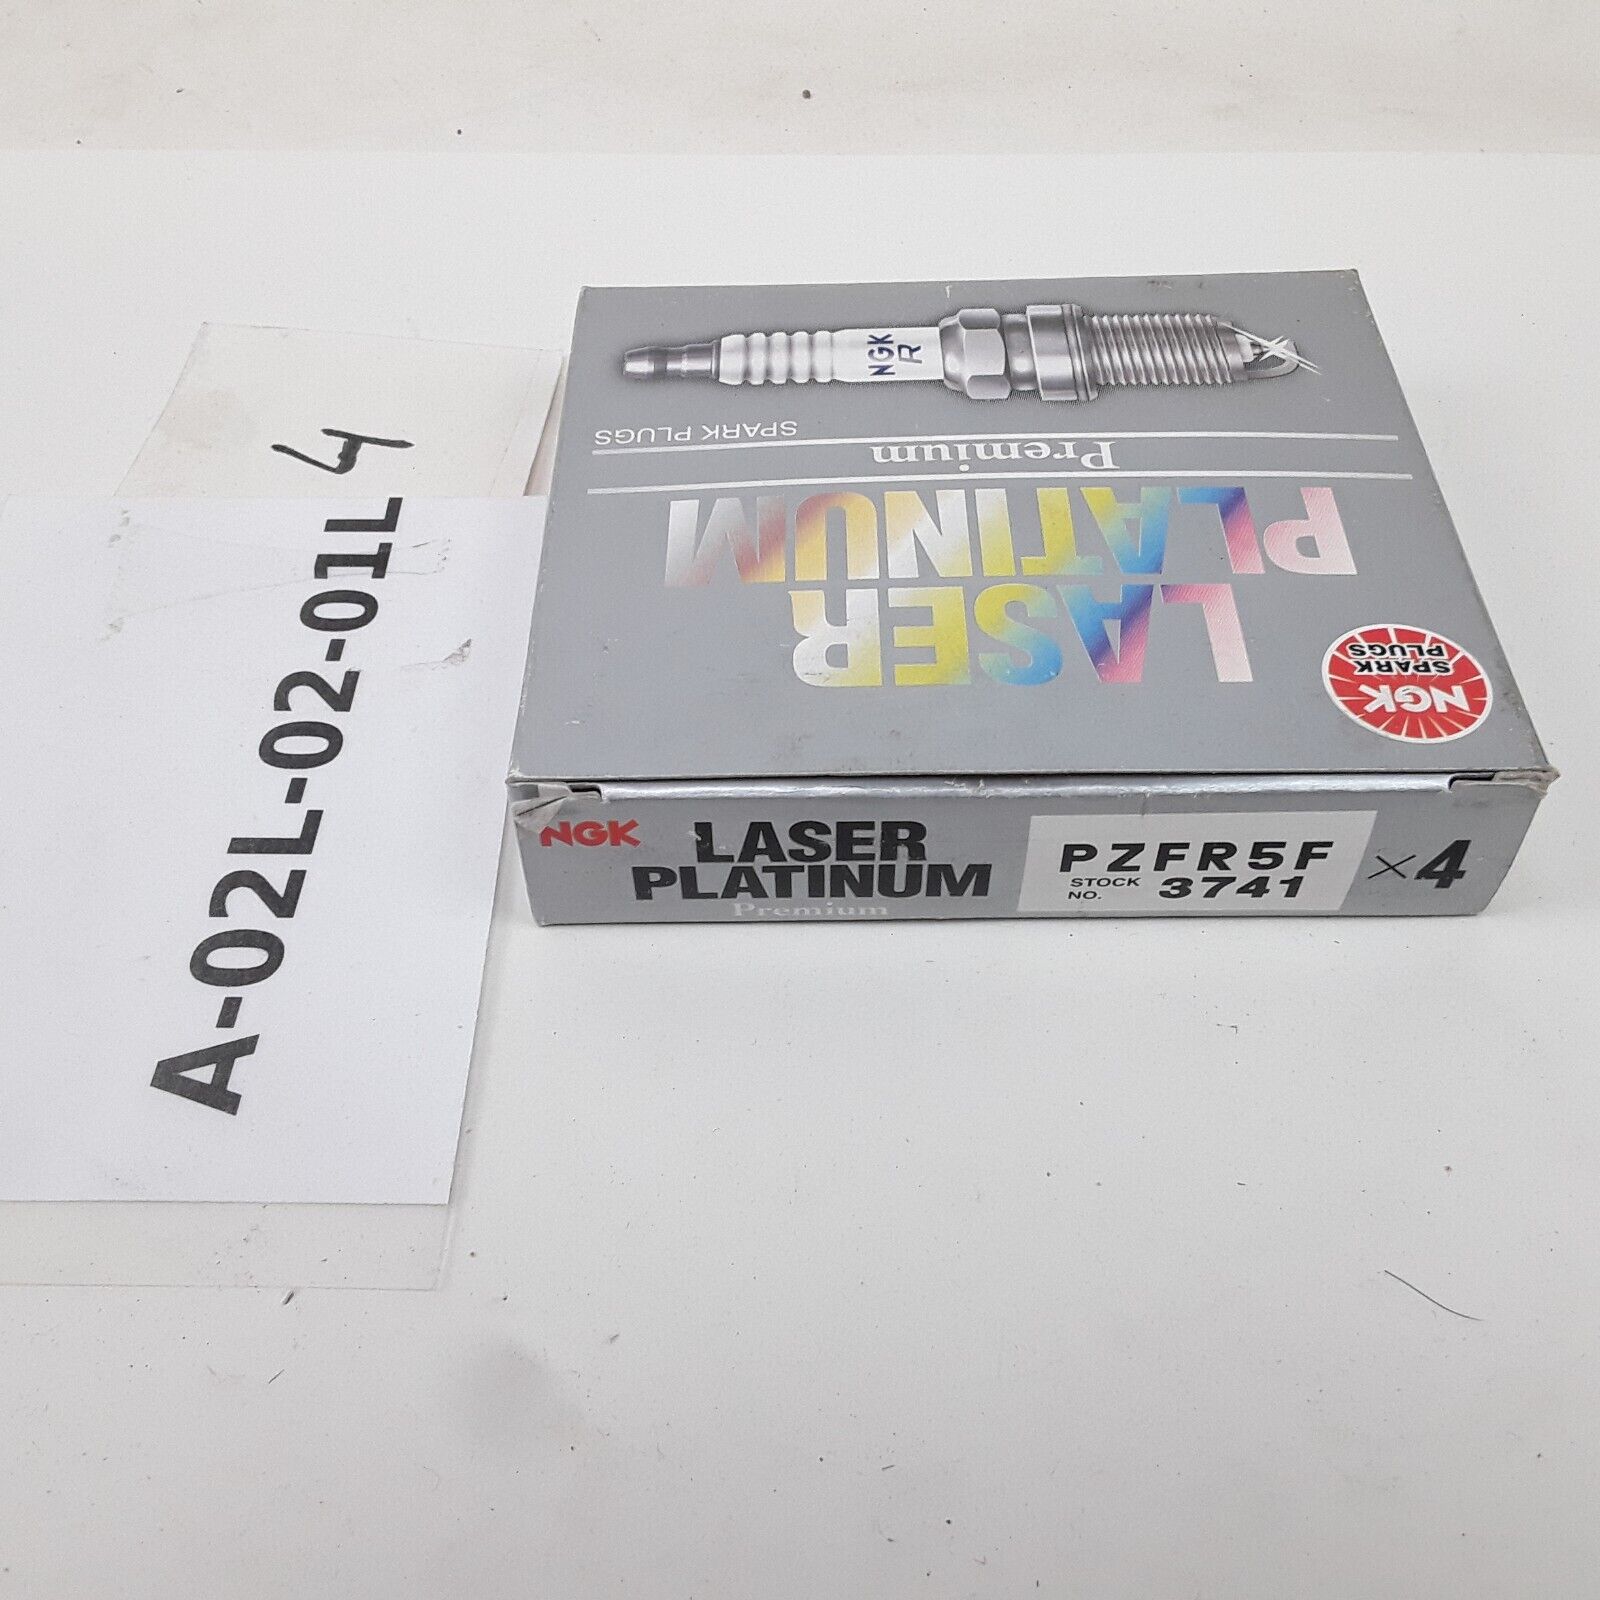 A-02L-02-01L 4
NGK
R
SPARK PLUGS
Premium
LASER
PLATINUM
NGK
SPARK
PLUGS
NGK
LASER
PLATINUM
Premium
PZFR5F
STOCK
NO. 3741
×4